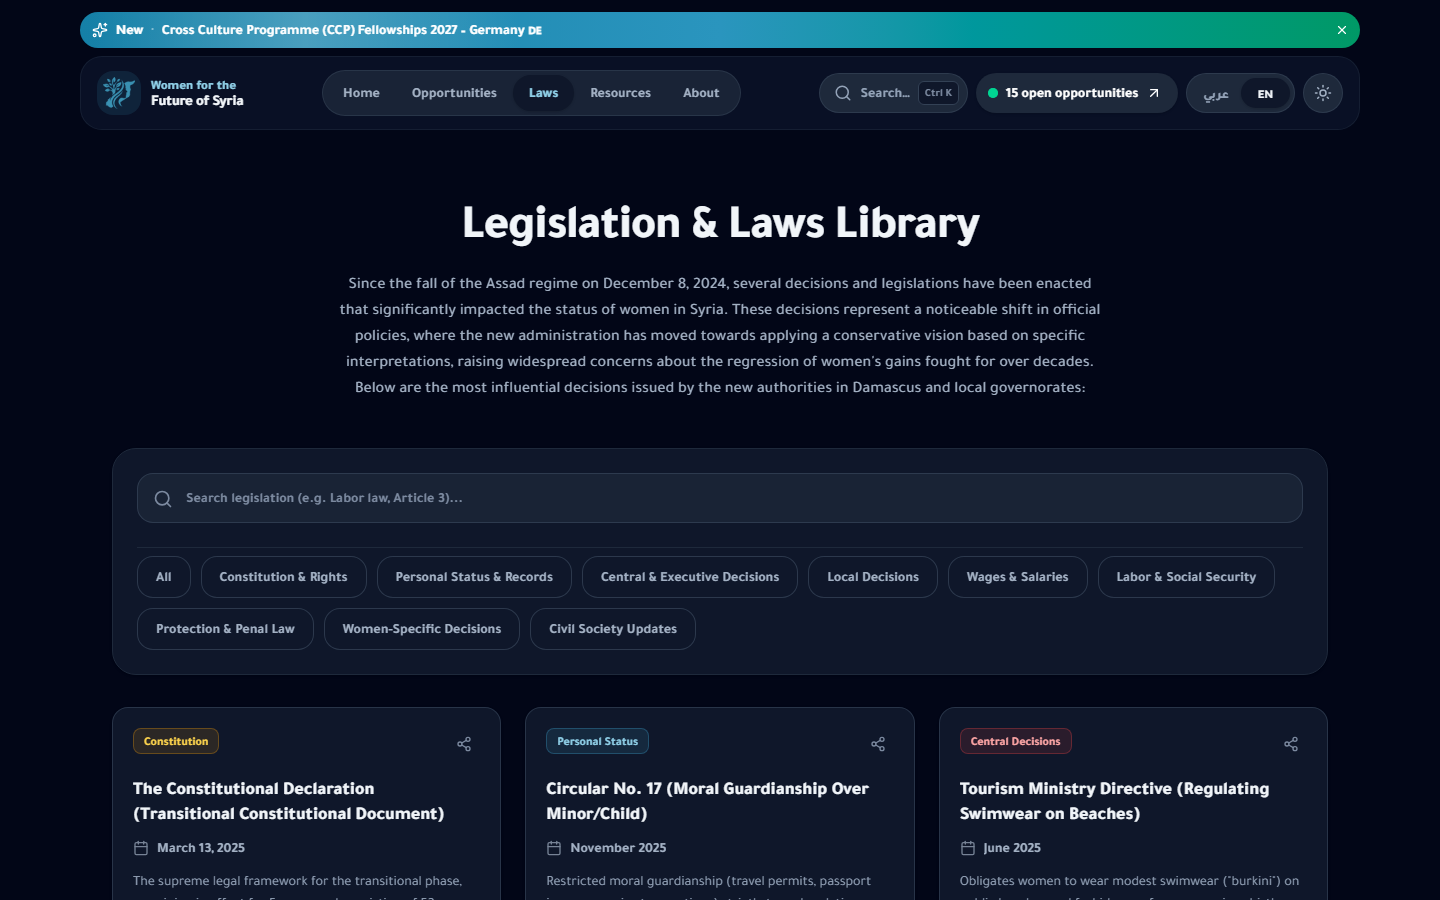 New · Cross Culture Programme (CCP) Fellowships 2027 - Germany DE
Women for the
Future of Syria
Home
Opportunities
Laws
Resources
About
Search...
Ctrl K
15 open opportunities
عربي
EN
Legislation & Laws Library
Since the fall of the Assad regime on December 8, 2024, several decisions and legislations have been enacted
that significantly impacted the status of women in Syria. These decisions represent a noticeable shift in official
policies, where the new administration has moved towards applying a conservative vision based on specific
interpretations, raising widespread concerns about the regression of women's gains fought for over decades.
Below are the most influential decisions issued by the new authorities in Damascus and local governorates:
Search legislation (e.g. Labor law, Article 3)...
All
Constitution & Rights
Personal Status & Records
Central & Executive Decisions
Local Decisions
Wages & Salaries
Labor & Social Security
Protection & Penal Law
Women-Specific Decisions
Civil Society Updates
Constitution
The Constitutional Declaration
(Transitional Constitutional Document)
March 13, 2025
The supreme legal framework for the transitional phase,
Personal Status
Circular No. 17 (Moral Guardianship Over
Minor/Child)
November 2025
Restricted moral guardianship (travel permits, passport
Central Decisions
Tourism Ministry Directive (Regulating
Swimwear on Beaches)
June 2025
Obligates women to wear modest swimwear ("burkini") on